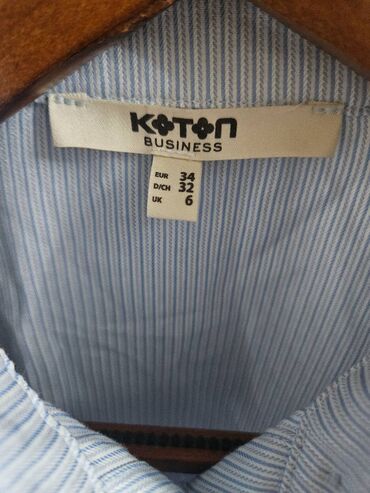 KOTON
BUSINESS
EUR 34
D/CH 32
UK 6